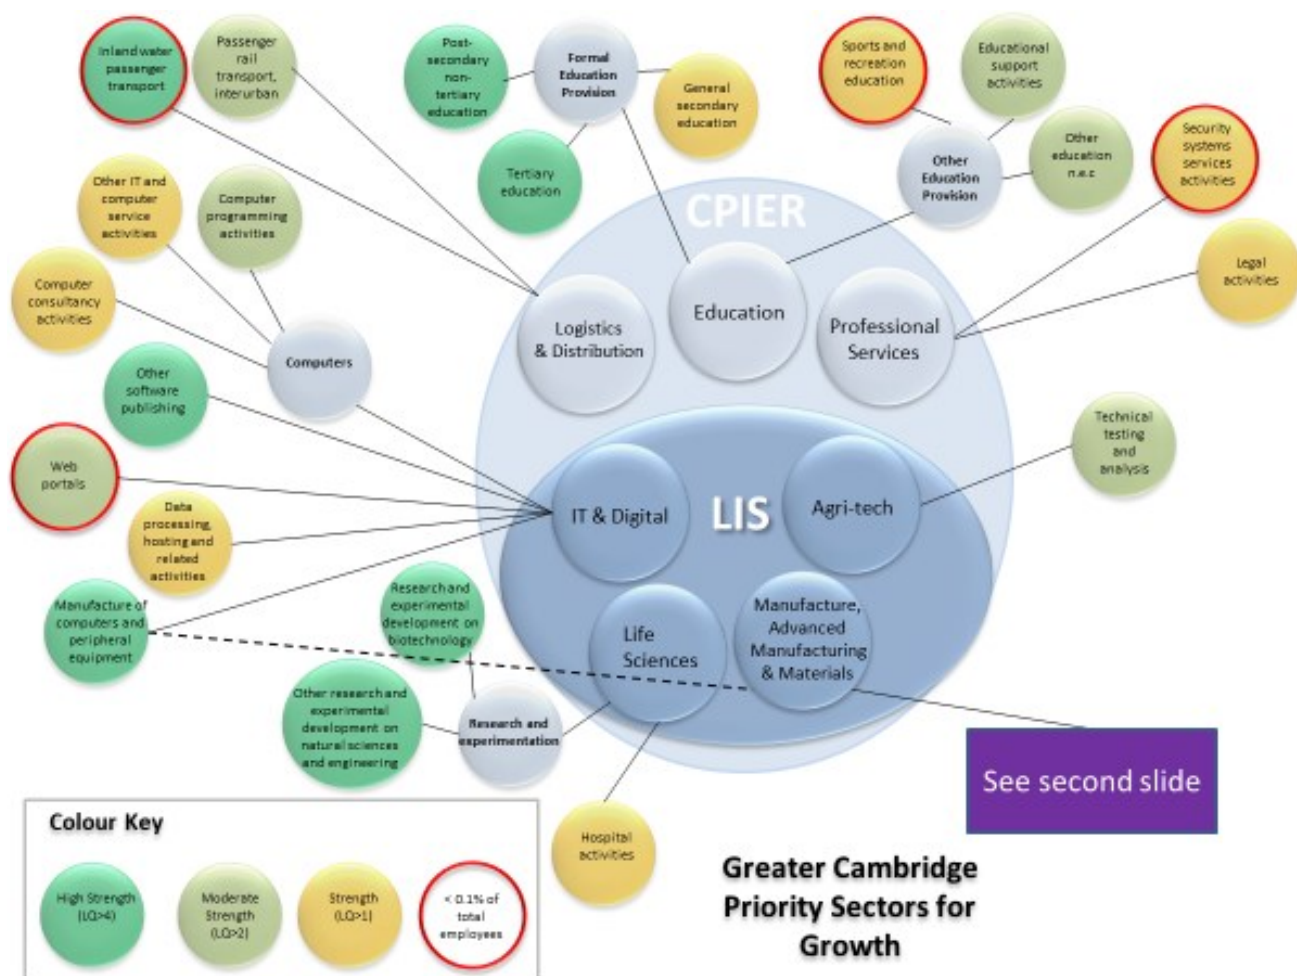 Inland water
passenger
transport
Passenger
rail
transport,
interurban
Post-
secondary
non-
tertiary
education
Formal
Education
Provision
General
secondary
education
Tertiary
education
Sports and
recreation
education
Educational
support
activities
Other
Education
Provision
Other
education
n.e.c
Security
systems
services
activities
Legal
activities
Other IT and
computer
service
activities
Computer
programming
activities
Computer
consultancy
activities
Computers
Other
software
publishing
Web
portals
Data
processing,
hosting and
related
activities
Manufacture of
computers and
peripheral
equipment
CPIER
Logistics
& Distribution
Education
Professional
Services
IT & Digital
LIS
Agri-tech
Technical
testing
and
analysis
Life
Sciences
Manufacture,
Advanced
Manufacturing
& Materials
Research and
experimental
development on
biotechnology
Other research and
experimental
development on
natural sciences
and engineering
Research and
experimentation
Hospital
activities
See second slide
Colour Key
High Strength
(LQ>4)
Moderate
Strength
(LQ>2)
Strength
(LQ>1)
< 0.1% of
total
employees
Greater Cambridge
Priority Sectors for
Growth